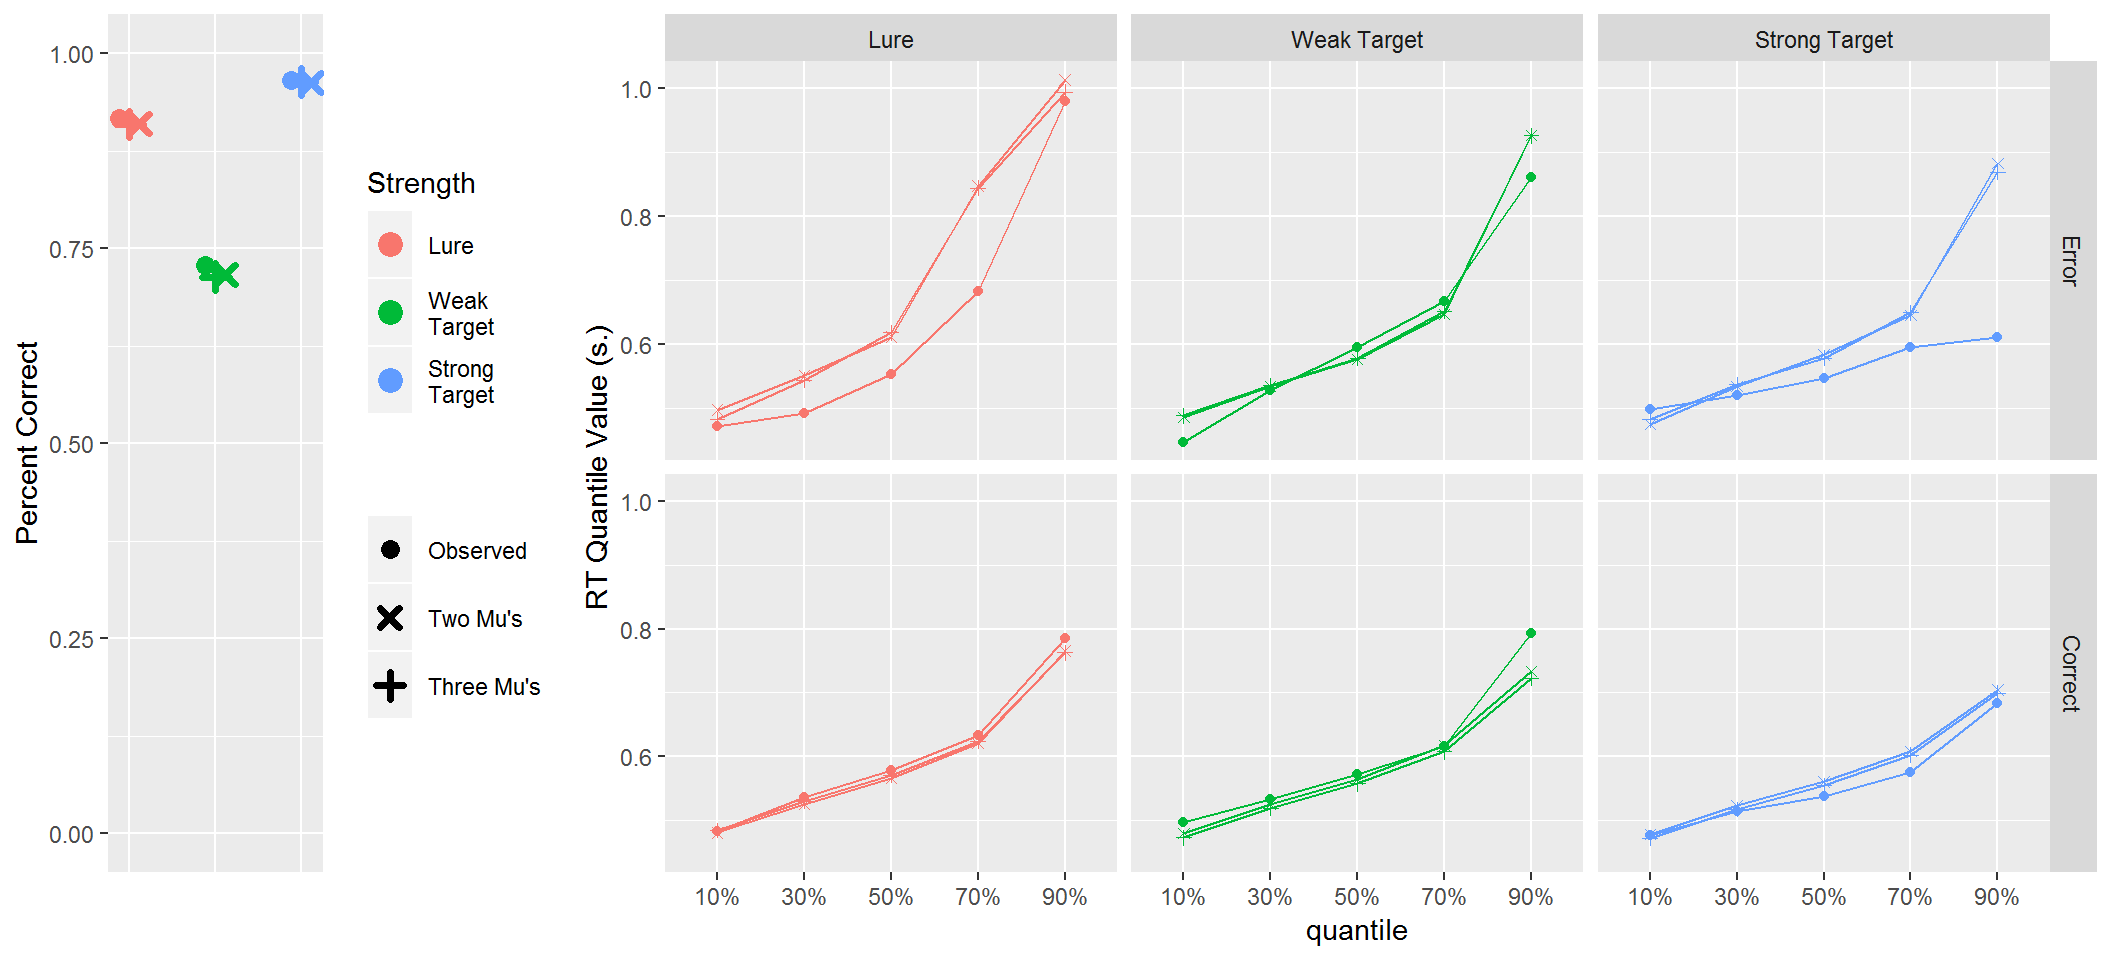 Percent Correct
1.00
0.75
0.50
0.25
0.00
Strength
Lure
Weak
Target
Strong
Target
Observed
Two Mu's
Three Mu's
RT Quantile Value (s.)
Lure
Weak Target
Strong Target
1.0
0.8
0.6
Error
1.0
0.8
0.6
Correct
10% 30% 50% 70% 90%
10% 30% 50% 70% 90%
10% 30% 50% 70% 90%
quantile